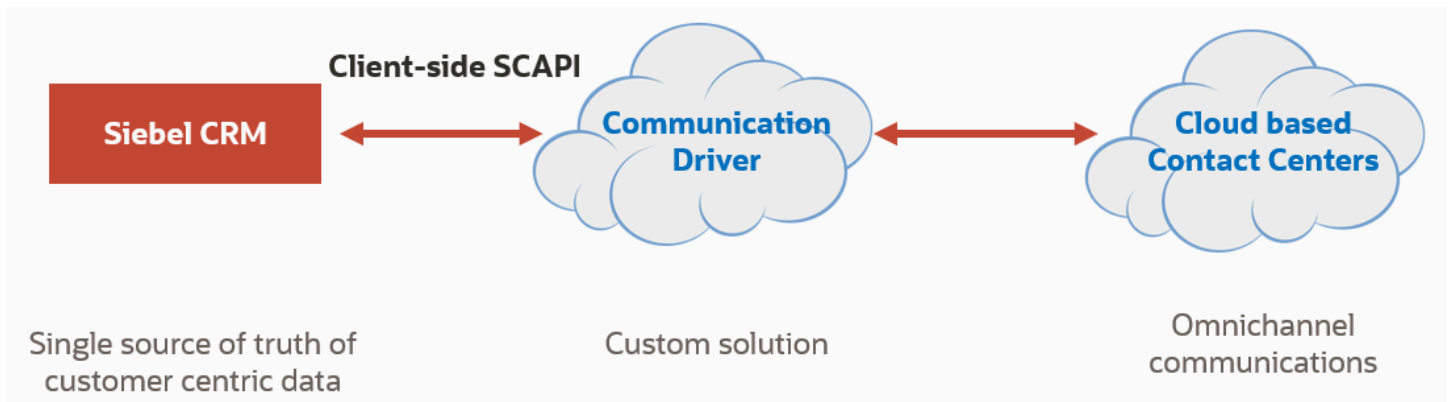 Client-side SCAPI
Siebel CRM
Communication
Driver
Cloud based
Contact Centers
Single source of truth of
customer centric data
Custom solution
Omnichannel
communications